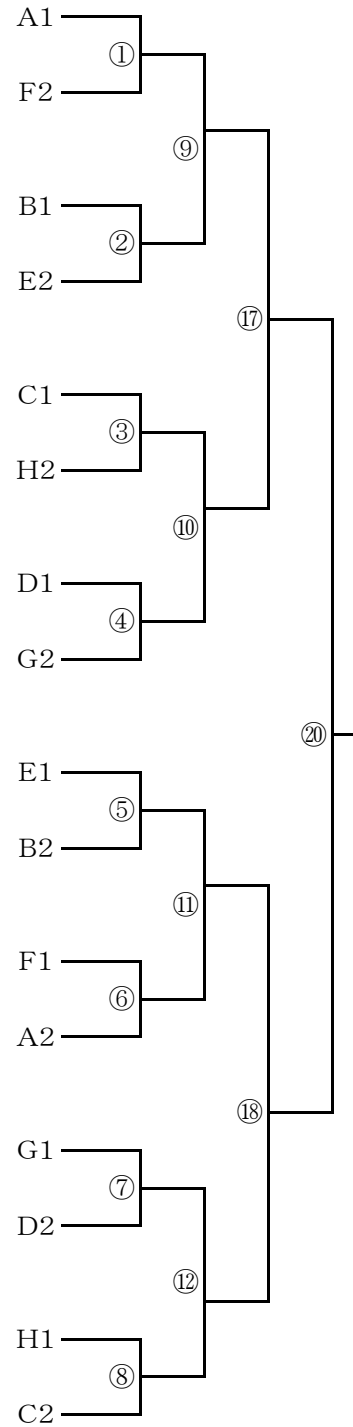 A1
①
F2
⑨
B1
②
E2
⑰
C1
③
H2
⑩
D1
④
G2
⑳
E1
⑤
B2
⑪
F1
⑥
A2
⑱
G1
⑦
D2
⑫
H1
⑧
C2